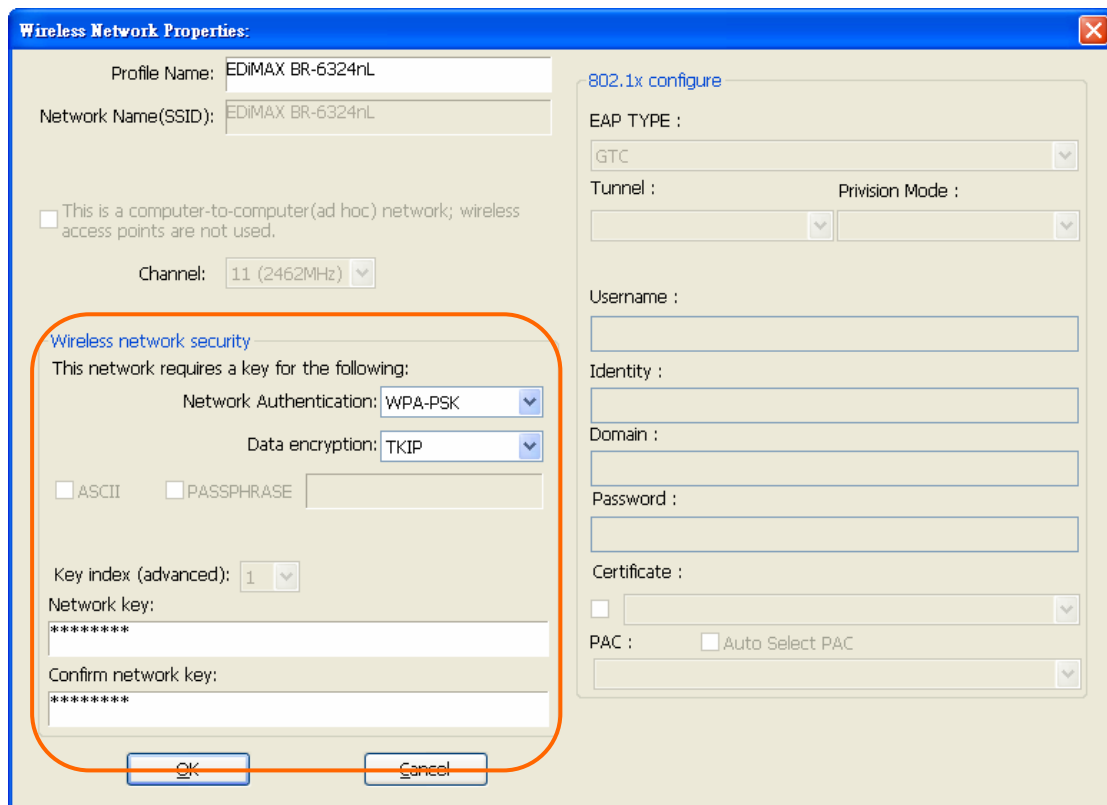 Wireless Network Properties:
Profile Name: EDiMAX BR-6324nL
Network Name(SSID): EDiMAX BR-6324nL
This is a computer-to-computer(ad hoc) network; wireless
access points are not used.
Channel: 11 (2462MHz)
Wireless network security
This network requires a key for the following:
Network Authentication: WPA-PSK
Data encryption: TKIP
ASCII PASSPHRASE
Key index (advanced): 1
Network key:
********
Confirm network key:
********
OK Cancel
802.1x configure
EAP TYPE :
GTC
Tunnel : Privision Mode :
Username :
Identity :
Domain :
Password :
Certificate :
PAC : Auto Select PAC